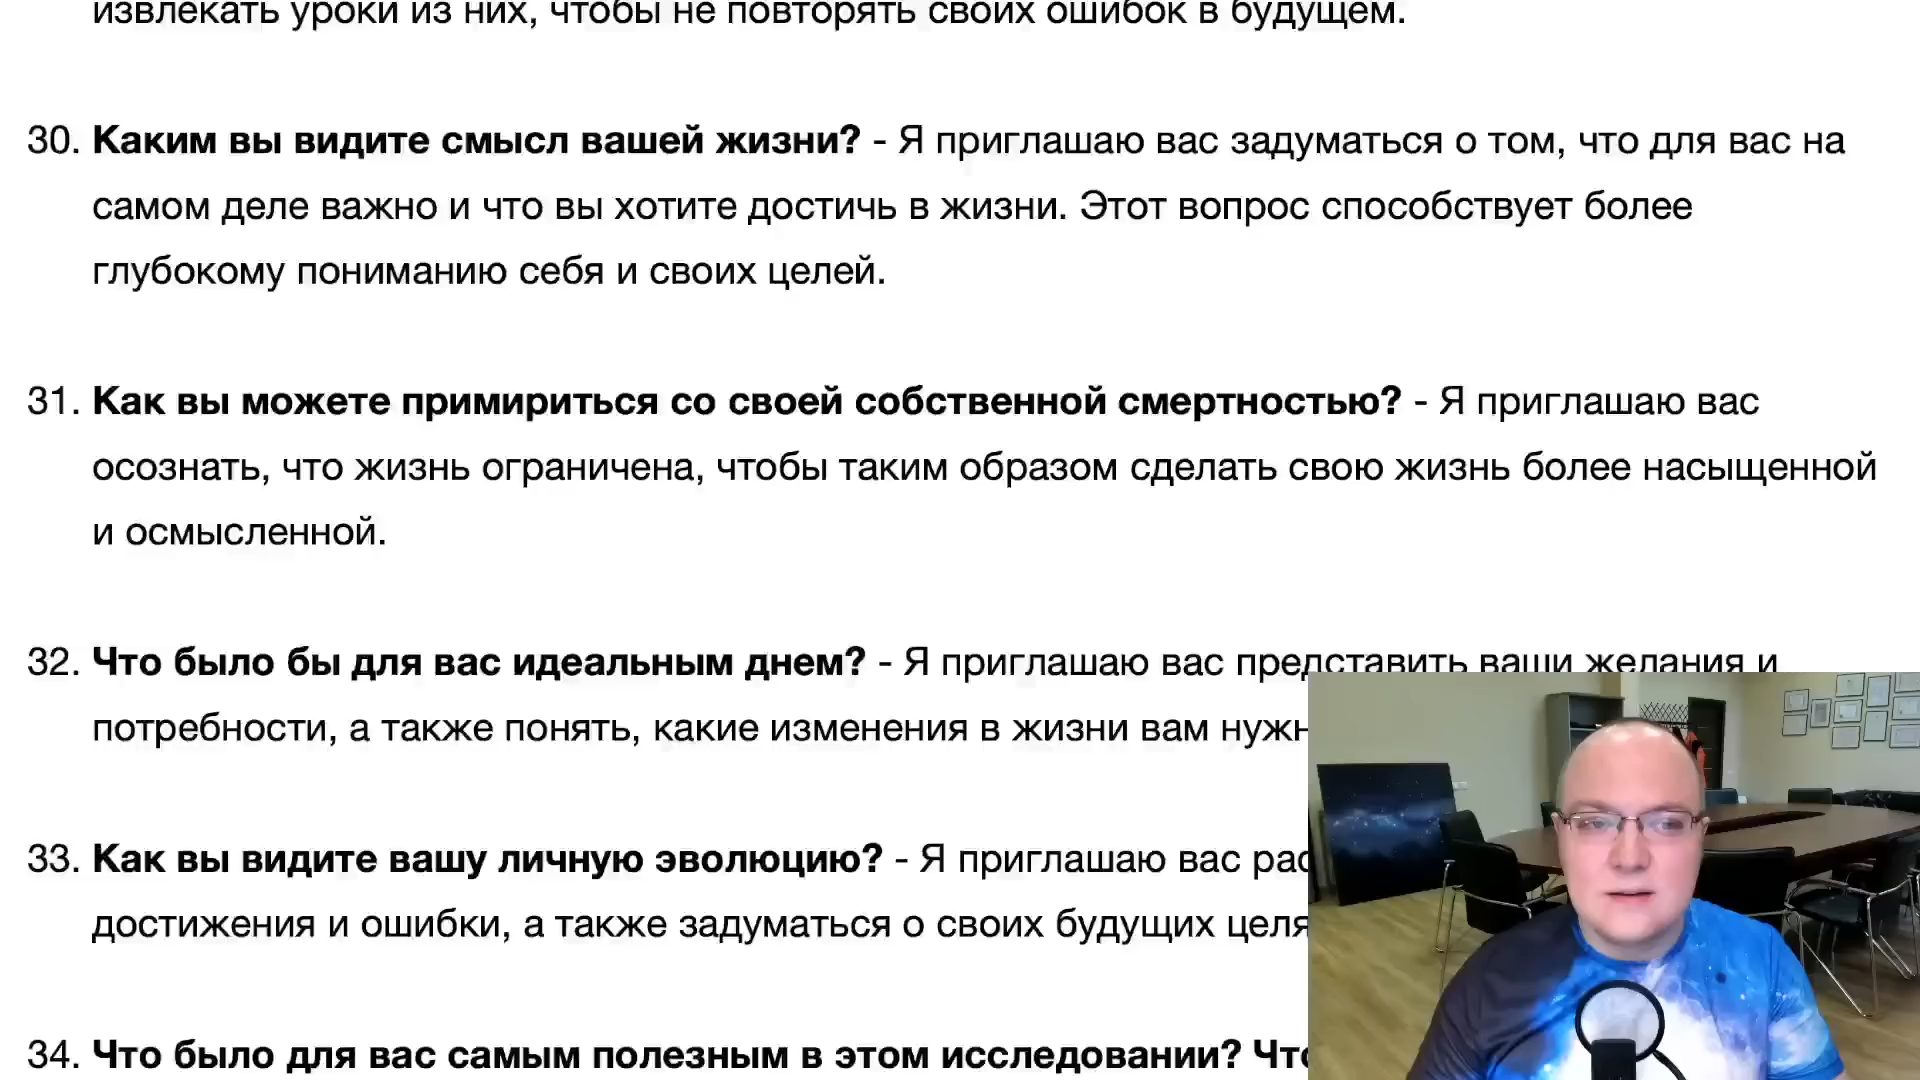 извлекать уроки из них, чтобы не повторять своих ошибок в будущем.
30. Каким вы видите смысл вашей жизни? - Я приглашаю вас задуматься о том, что для вас на
самом деле важно и что вы хотите достичь в жизни. Этот вопрос способствует более
глубокому пониманию себя и своих целей.
31. Как вы можете примириться со своей собственной смертностью? - Я приглашаю вас
осознать, что жизнь ограничена, чтобы таким образом сделать свою жизнь более насыщенной
и осмысленной.
32. Что было бы для вас идеальным днем? - Я приглашаю вас представить ваши желания и
потребности, а также понять, какие изменения в жизни вам
33. Как вы видите вашу личную эволюцию? - Я приглашаю вас
достижения и ошибки, а также задуматься о своих будущих
34. Что было для вас самым полезным в этом исследовании?